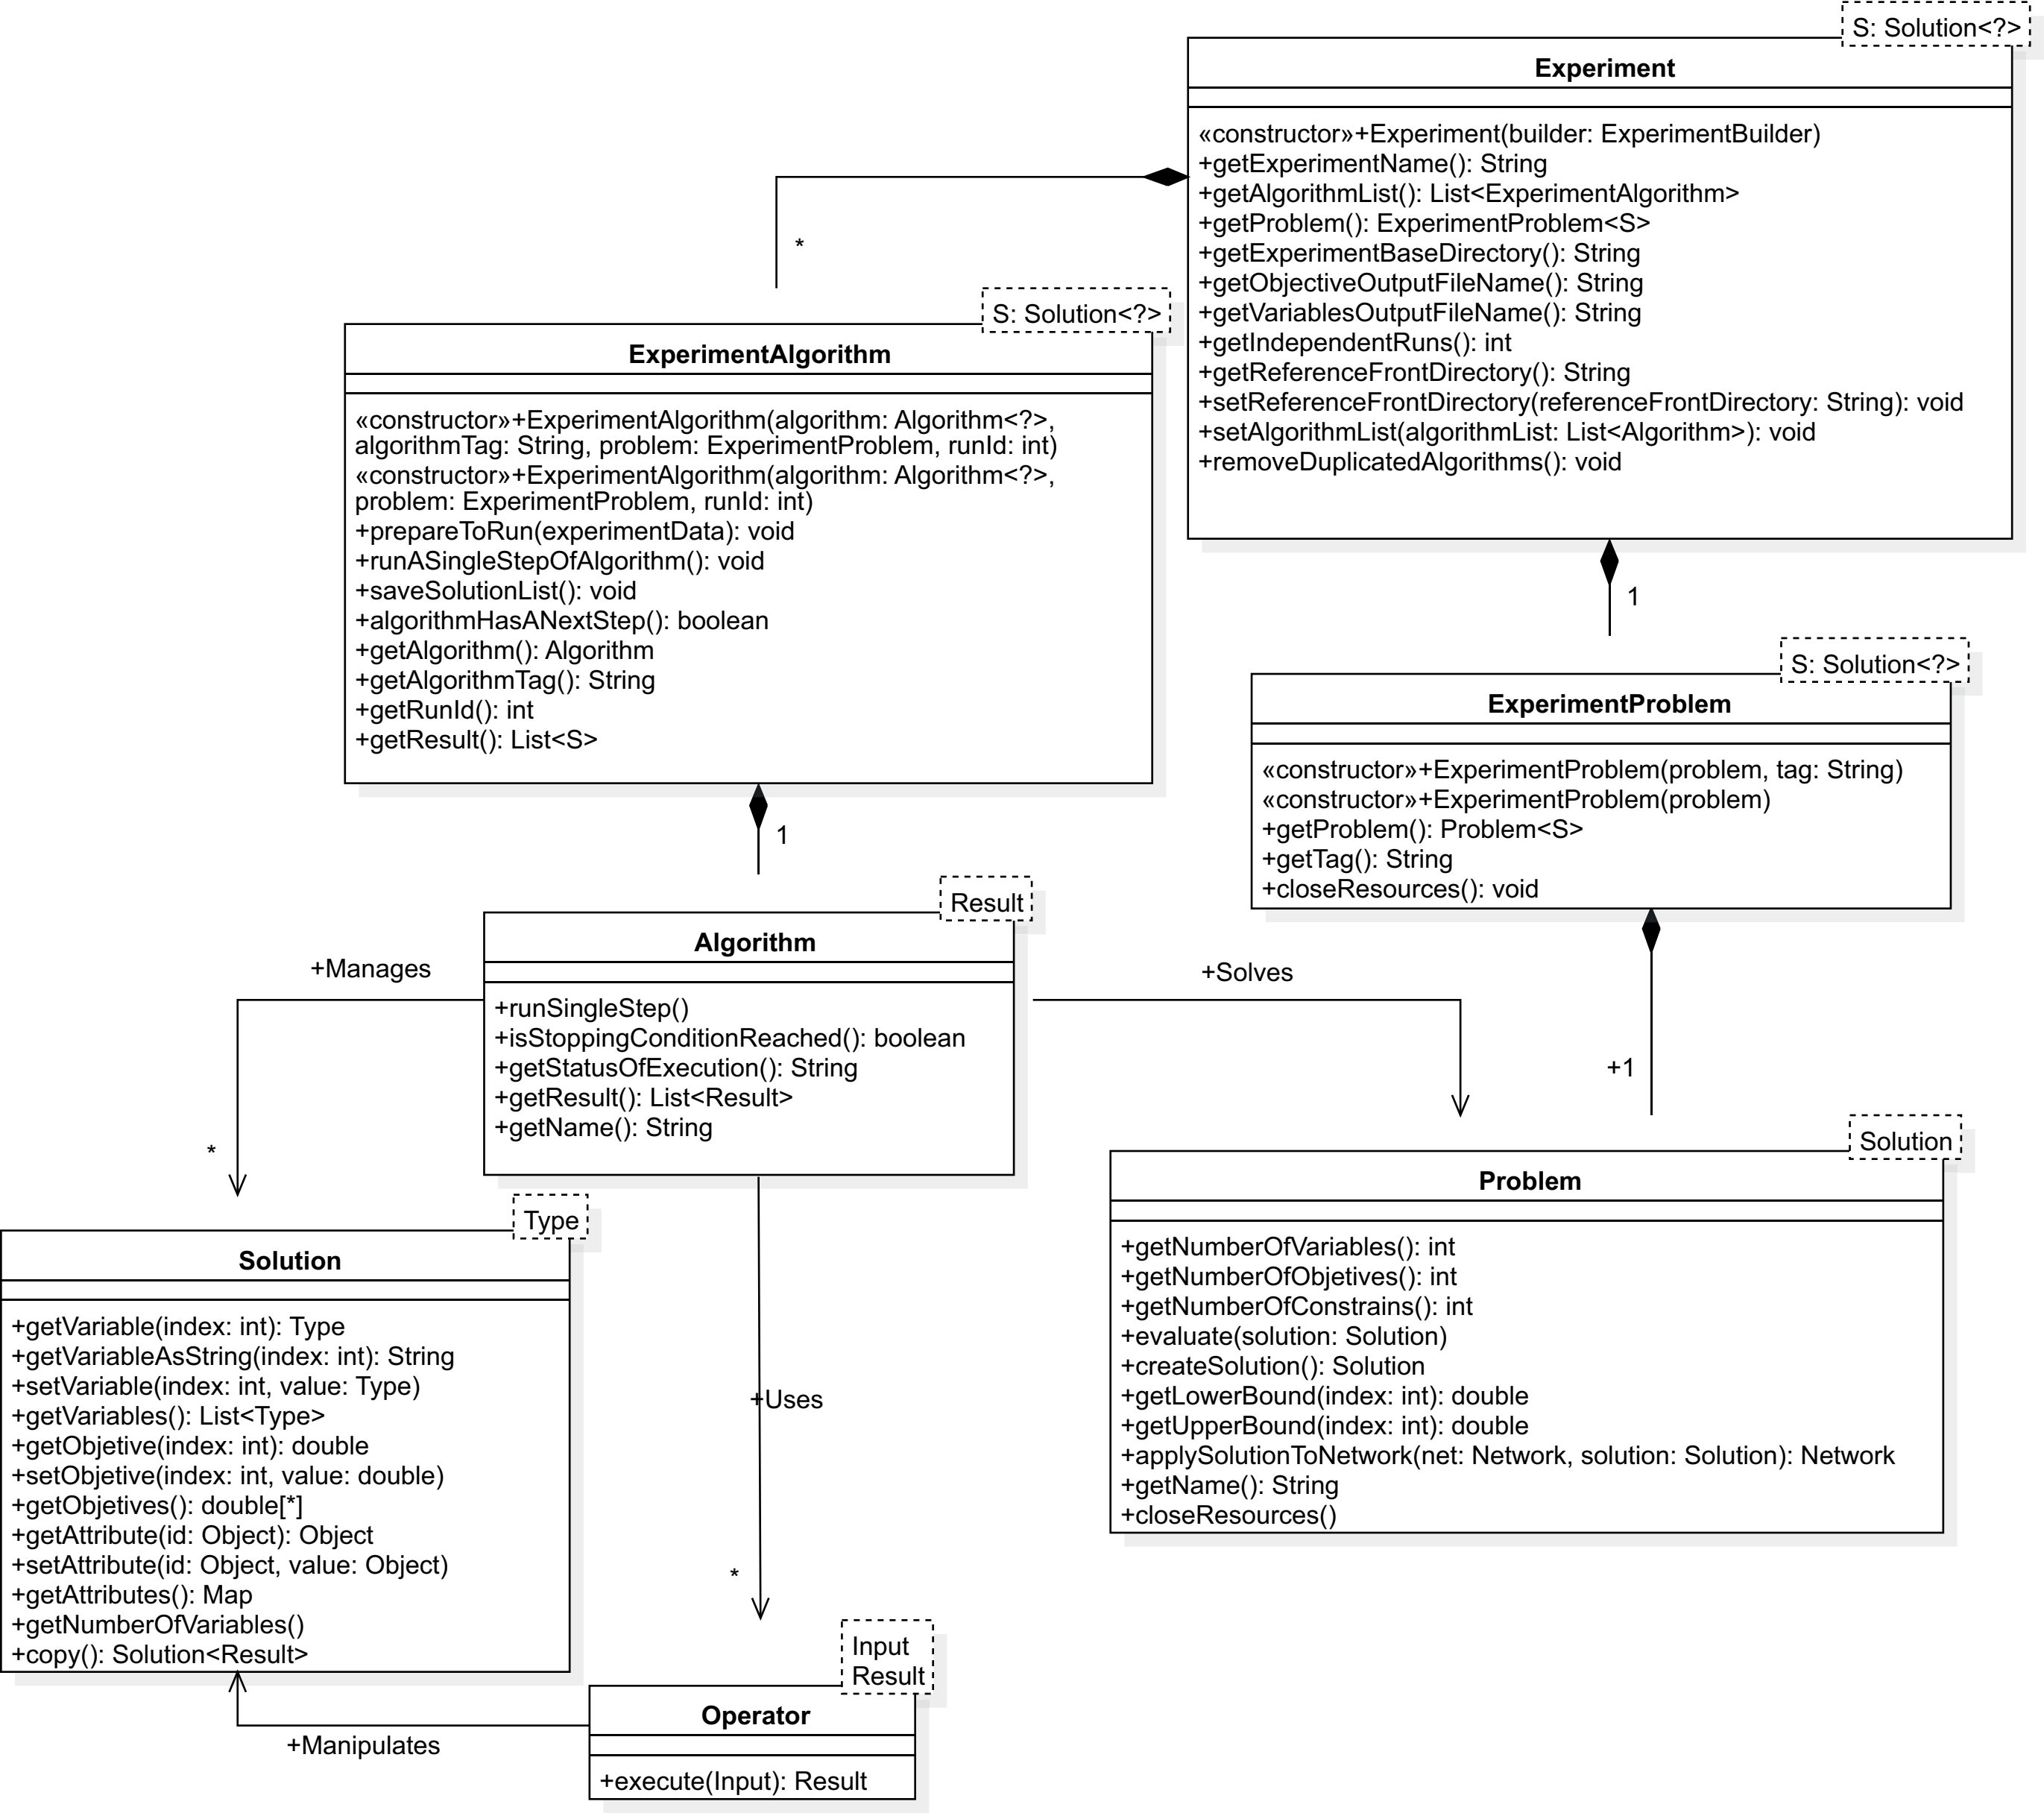 S: Solution<?>
Experiment
«constructor»+Experiment(builder: ExperimentBuilder)
+getExperimentName(): String
+getAlgorithmList(): List<ExperimentAlgorithm>
+getProblem(): ExperimentProblem<S>
+getExperimentBaseDirectory(): String
+getObjectiveOutputFileName(): String
+getVariablesOutputFileName(): String
+getIndependentRuns(): int
+getReferenceFrontDirectory(): String
+setReferenceFrontDirectory(referenceFrontDirectory: String): void
+setAlgorithmList(algorithmList: List<Algorithm>): void
+removeDuplicatedAlgorithms(): void
*
S: Solution<?>
ExperimentAlgorithm
«constructor»+ExperimentAlgorithm(algorithm: Algorithm<?>,
algorithmTag: String, problem: ExperimentProblem, runId: int)
«constructor»+ExperimentAlgorithm(algorithm: Algorithm<?>,
problem: ExperimentProblem, runId: int)
+prepareToRun(experimentData): void
+runASingleStepOfAlgorithm(): void
+saveSolutionList(): void
+algorithmHasANextStep(): boolean
+getAlgorithm(): Algorithm
+getAlgorithmTag(): String
+getRunId(): int
+getResult(): List<S>
1
S: Solution<?>
ExperimentProblem
«constructor»+ExperimentProblem(problem, tag: String)
«constructor»+ExperimentProblem(problem)
+getProblem(): Problem<S>
+getTag(): String
+closeResources(): void
1
Result
Algorithm
+runSingleStep()
+isStoppingConditionReached(): boolean
+getStatusOfExecution(): String
+getResult(): List<Result>
+getName(): String
+Manages
*
+Solves
+1
Solution
Problem
+getNumberOfVariables(): int
+getNumberOfObjetives(): int
+getNumberOfConstrains(): int
+evaluate(solution: Solution)
+createSolution(): Solution
+getLowerBound(index: int): double
+getUpperBound(index: int): double
+applySolutionToNetwork(net: Network, solution: Solution): Network
+getName(): String
+closeResources()
Type
Solution
+getVariable(index: int): Type
+getVariableAsString(index: int): String
+setVariable(index: int, value: Type)
+getVariables(): List<Type>
+getObjetive(index: int): double
+setObjetive(index: int, value: double)
+getObjetives(): double[*]
+getAttribute(id: Object): Object
+setAttribute(id: Object, value: Object)
+getAttributes(): Map
+getNumberOfVariables()
+copy(): Solution<Result>
+Uses
*
Input
Result
Operator
+execute(Input): Result
+Manipulates